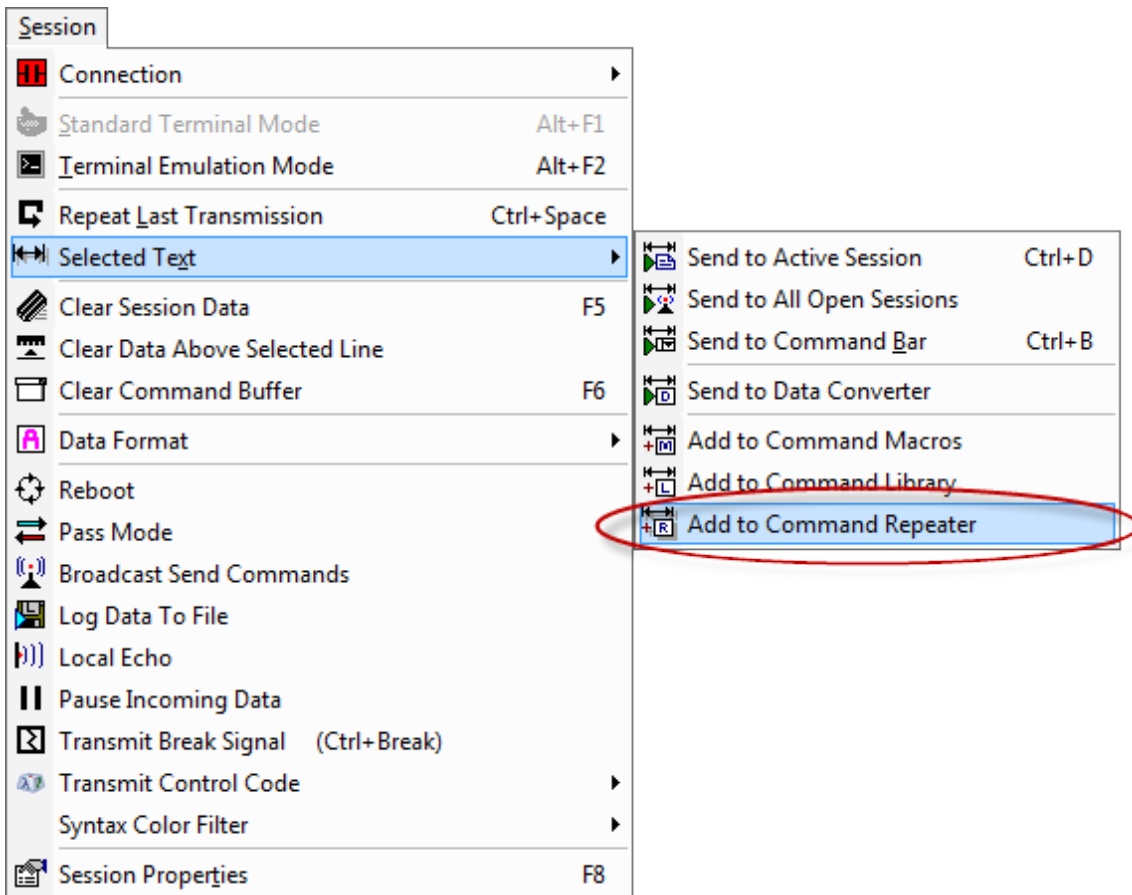 Session
Connection
Standard Terminal Mode Alt+F1
Terminal Emulation Mode Alt+F2
Repeat Last Transmission Ctrl+Space
Selected Text
Clear Session Data F5
Clear Data Above Selected Line
Clear Command Buffer F6
Data Format
Reboot
Pass Mode
Broadcast Send Commands
Log Data To File
Local Echo
Pause Incoming Data
Transmit Break Signal (Ctrl+Break)
Transmit Control Code
Syntax Color Filter
Session Properties F8
Send to Active Session Ctrl+D
Send to All Open Sessions
Send to Command Bar Ctrl+B
Send to Data Converter
Add to Command Macros
Add to Command Library
Add to Command Repeater